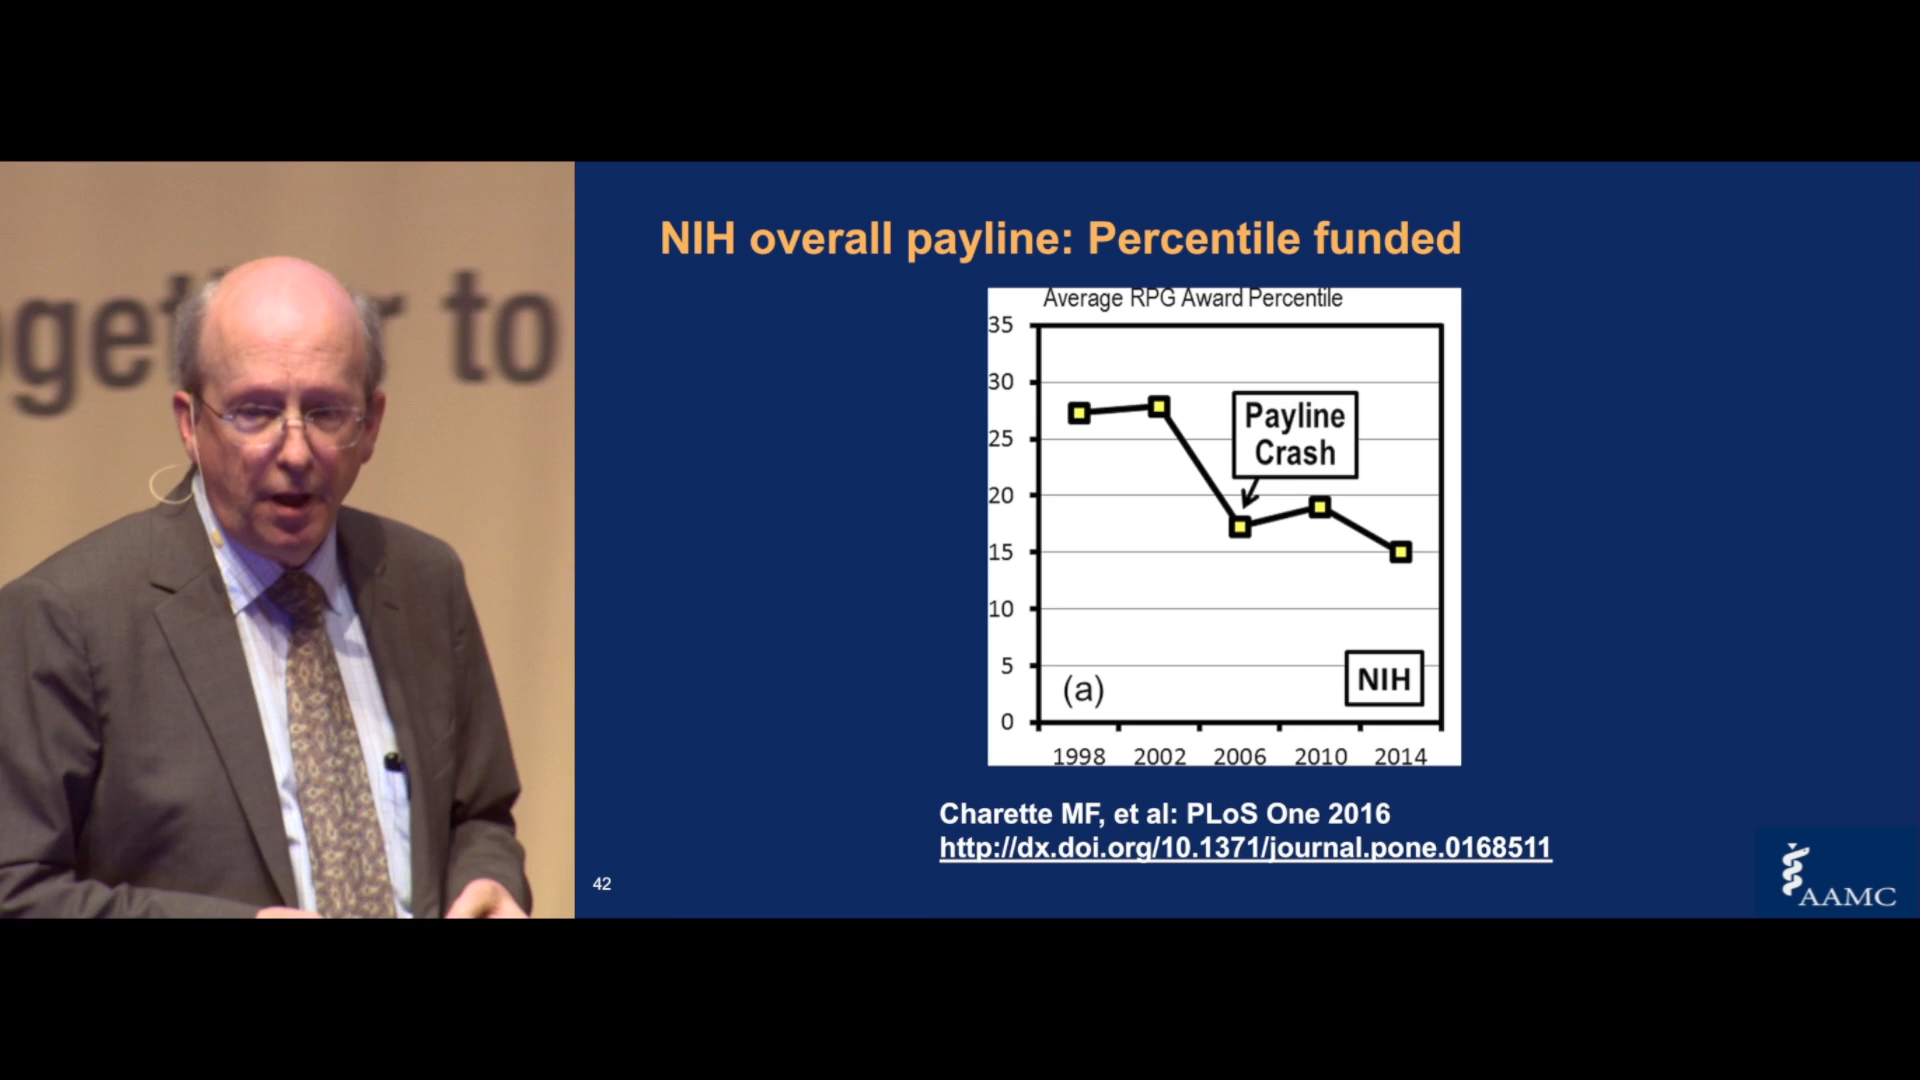 to
NIH overall payline: Percentile funded
Average RPG Award Percentile
35
30
25
20
15
10
5
0
Payline
Crash
NIH
(a)
1998 2002 2006 2010 2014
Charette MF, et al: PLoS One 2016
http://dx.doi.org/10.1371/journal.pone.0168511
42
AAMC